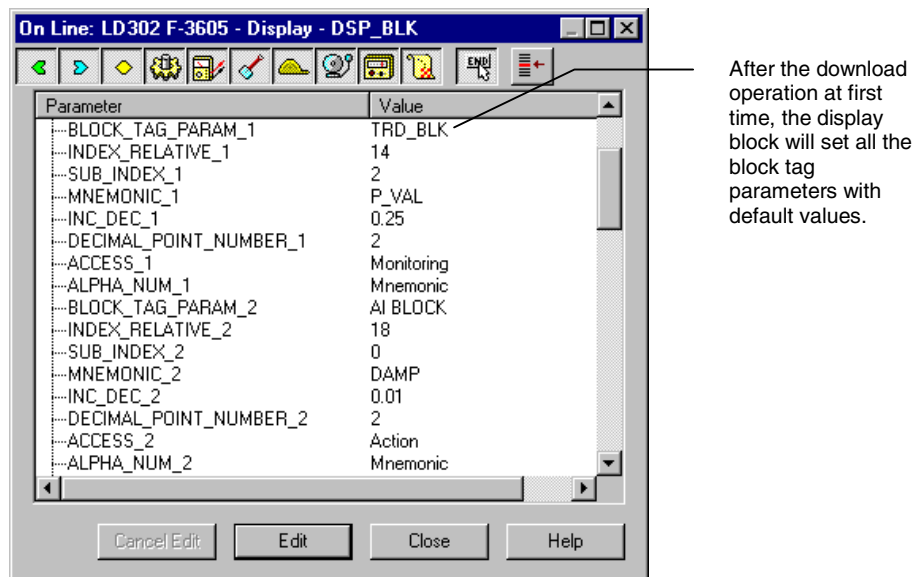 On Line: LD302 F-3605 - Display - DSP_BLK
END
Parameter Value
BLOCK_TAG_PARAM_1 TRD_BLK
INDEX_RELATIVE_1 14
SUB_INDEX_1 2
MNEMONIC_1 P_VAL
INC_DEC_1 0.25
DECIMAL_POINT_NUMBER_1 2
ACCESS_1 Monitoring
ALPHA_NUM_1 Mnemonic
BLOCK_TAG_PARAM_2 AI BLOCK
INDEX_RELATIVE_2 18
SUB_INDEX_2 0
MNEMONIC_2 DAMP
INC_DEC_2 0.01
DECIMAL_POINT_NUMBER_2 2
ACCESS_2 Action
ALPHA_NUM_2 Mnemonic
Cancel Edit Edit Close Help
After the download
operation at first
time, the display
block will set all the
block tag
parameters with
default values.